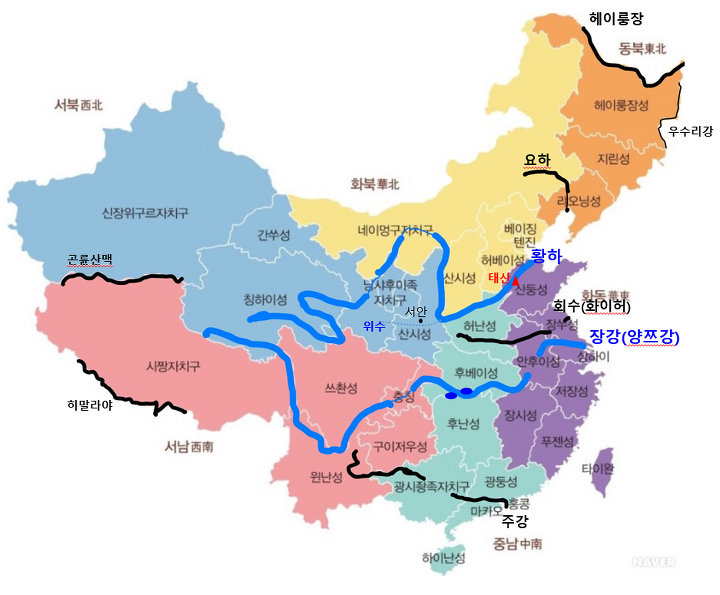 헤이룽장
동북東北
서북西北
헤이룽장성
우수리강
요하
지린성
화북華北
신장위구르자치구
간쑤성
네이멍구자치구
랴오닝성
베이징
텐진
허베이성
황하
곤륜산맥
태산
산시성
산둥성
닝샤후이족
자치구
칭하이성
화동華東
회수(화이허)
서안
위수
허난성
장쑤성
산시성
장강(양쯔강)
상하이
안후이성
시짱자치구
후베이성
쓰촨성
충칭
저장성
히말라야
장시성
후난성
서남西南
구이저우성
푸젠성
타이완
윈난성
광시좡족자치구
광둥성
홍콩
마카오
주강
중남中南
하이난성
NAVER